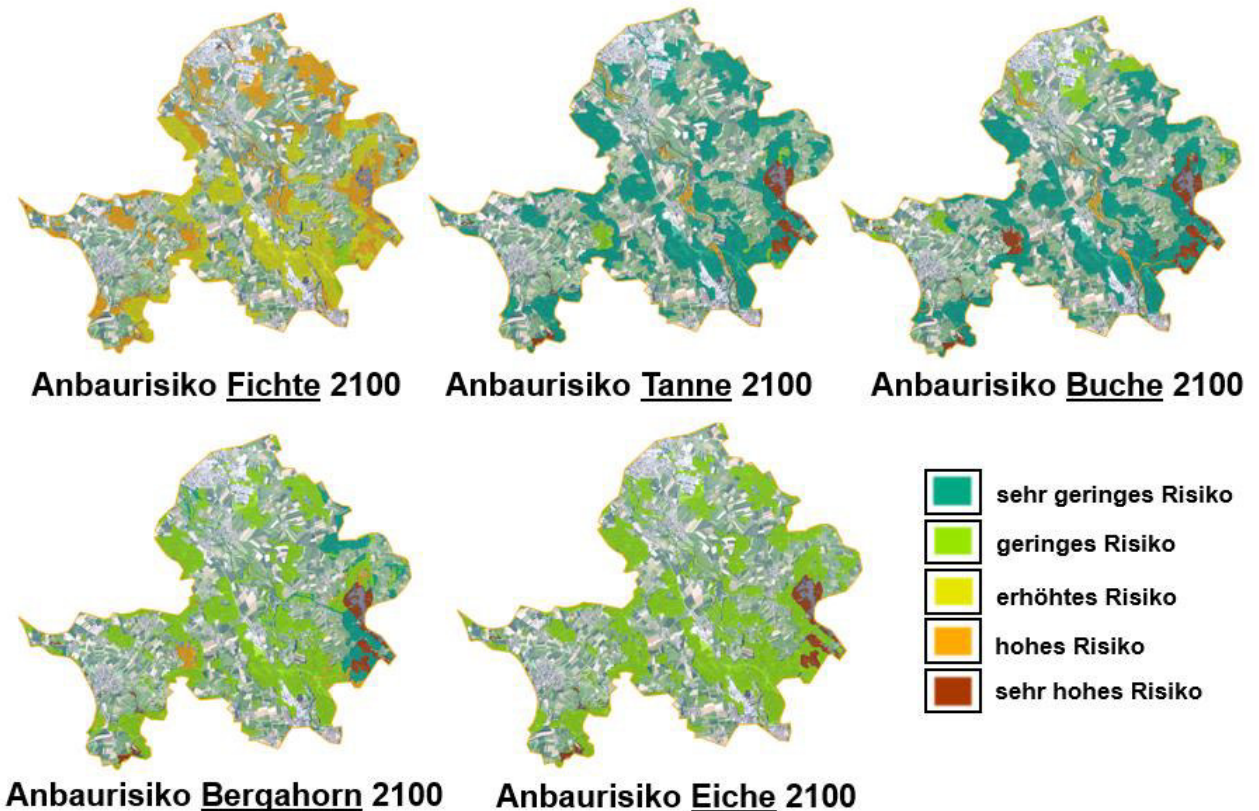 Anbaurisiko Fichte 2100
Anbaurisiko Tanne 2100
Anbaurisiko Buche 2100
sehr geringes Risiko
geringes Risiko
erhöhtes Risiko
hohes Risiko
sehr hohes Risiko
Anbaurisiko Bergahorn 2100
Anbaurisiko Eiche 2100